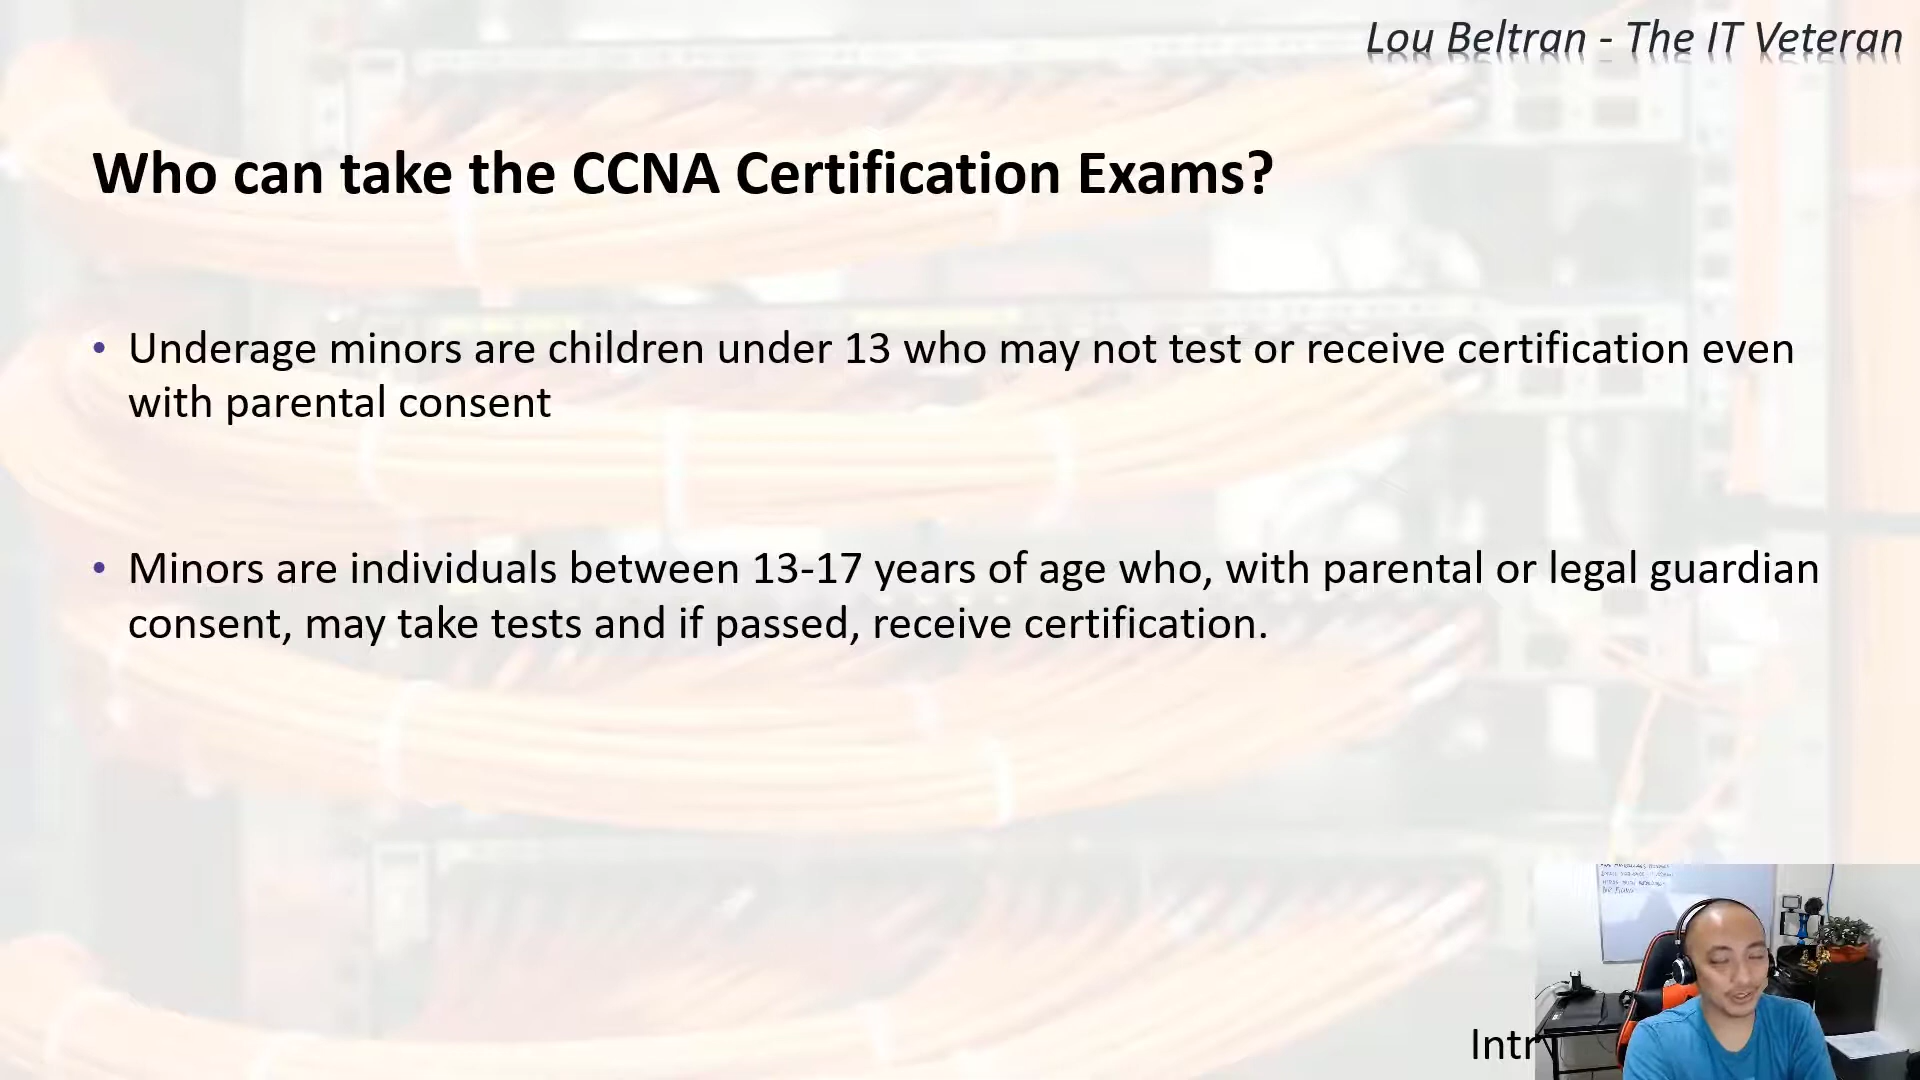 Lou Beltran - The IT Veteran
Who can take the CCNA Certification Exams?
• Underage minors are children under 13 who may not test or receive certification even
with parental consent
• Minors are individuals between 13-17 years of age who, with parental or legal guardian
consent, may take tests and if passed, receive certification.
Intr